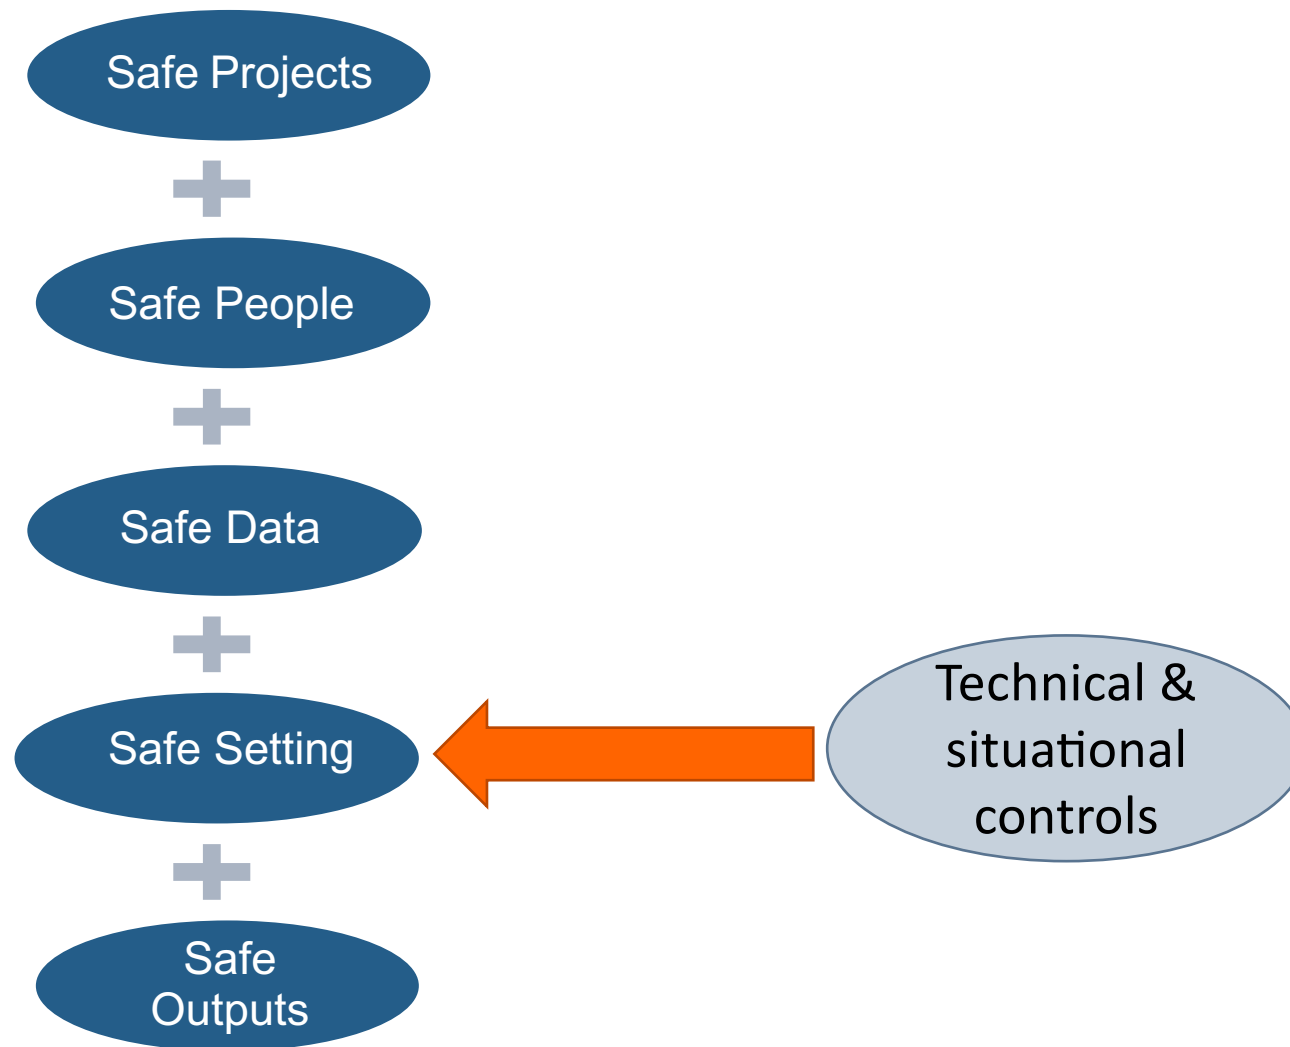 Safe Projects
Safe People
Safe Data
Safe Setting
Technical &
situational
controls
Safe
Outputs